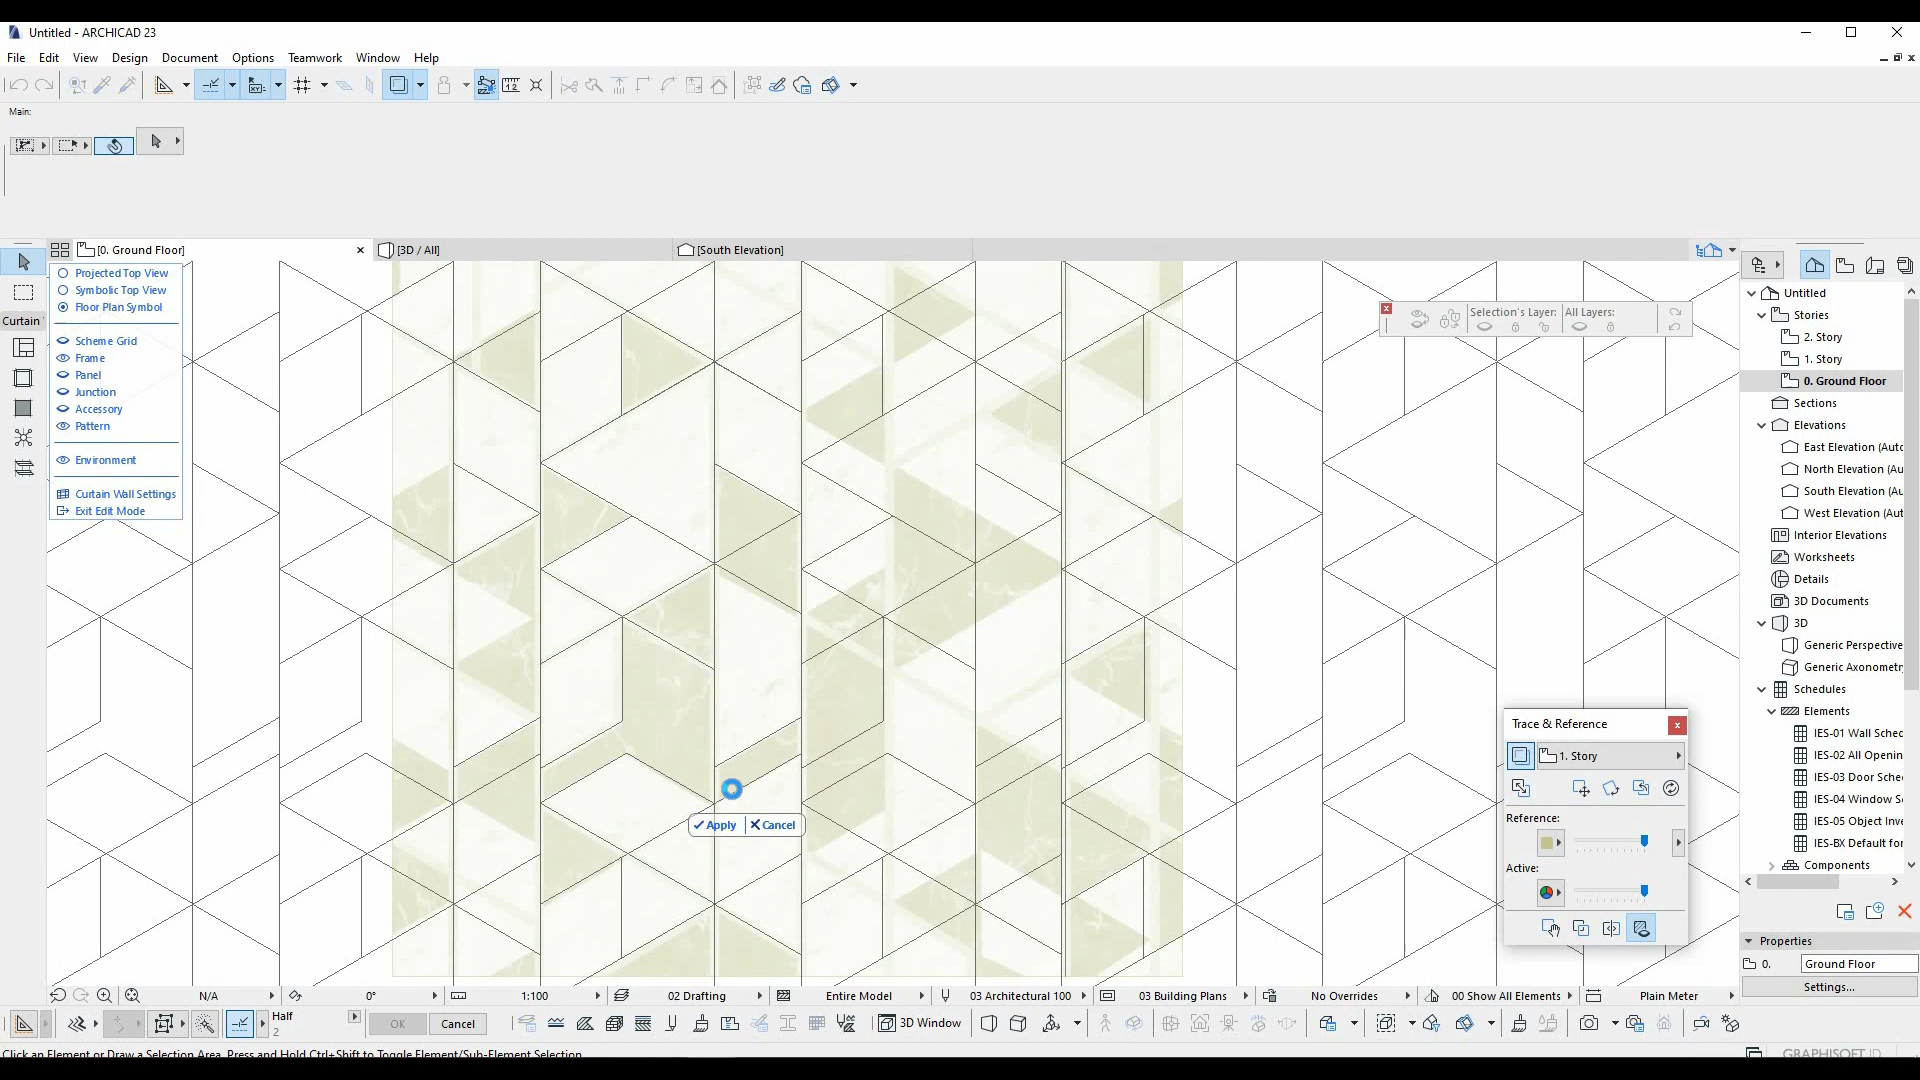 Untitled - ARCHICAD 23
File Edit View Design Document Options Teamwork Window Help
Main:
[0. Ground Floor]
[3D / All]
[South Elevation]
Projected Top View
Symbolic Top View
Floor Plan Symbol
Curtain
Scheme Grid
Frame
Panel
Junction
Accessory
Pattern
Environment
Curtain Wall Settings
Exit Edit Mode
Selection's Layer: All Layers:
Apply Cancel
Trace & Reference
1. Story
Reference:
Active:
Untitled
Stories
2. Story
1. Story
0. Ground Floor
Sections
Elevations
East Elevation (Auto
North Elevation (Au
South Elevation (Au
West Elevation (Aut
Interior Elevations
Worksheets
Details
3D Documents
3D
Generic Perspective
Generic Axonometr
Schedules
Elements
IES-01 Wall Sched
IES-02 All Openin
IES-03 Door Sche
IES-04 Window Sc
IES-05 Object Inve
IES-BX Default for
Components
Properties
0. Ground Floor
Settings...
N/A 0° 1:100 02 Drafting Entire Model 03 Architectural 100 03 Building Plans No Overrides 00 Show All Elements Plain Meter
Half
2
OK Cancel
3D Window
Click an Element or Draw a Selection Area. Press and Hold Ctrl+Shift to Toggle Element/Sub-Element Selection.
GRAPHISOFT ID